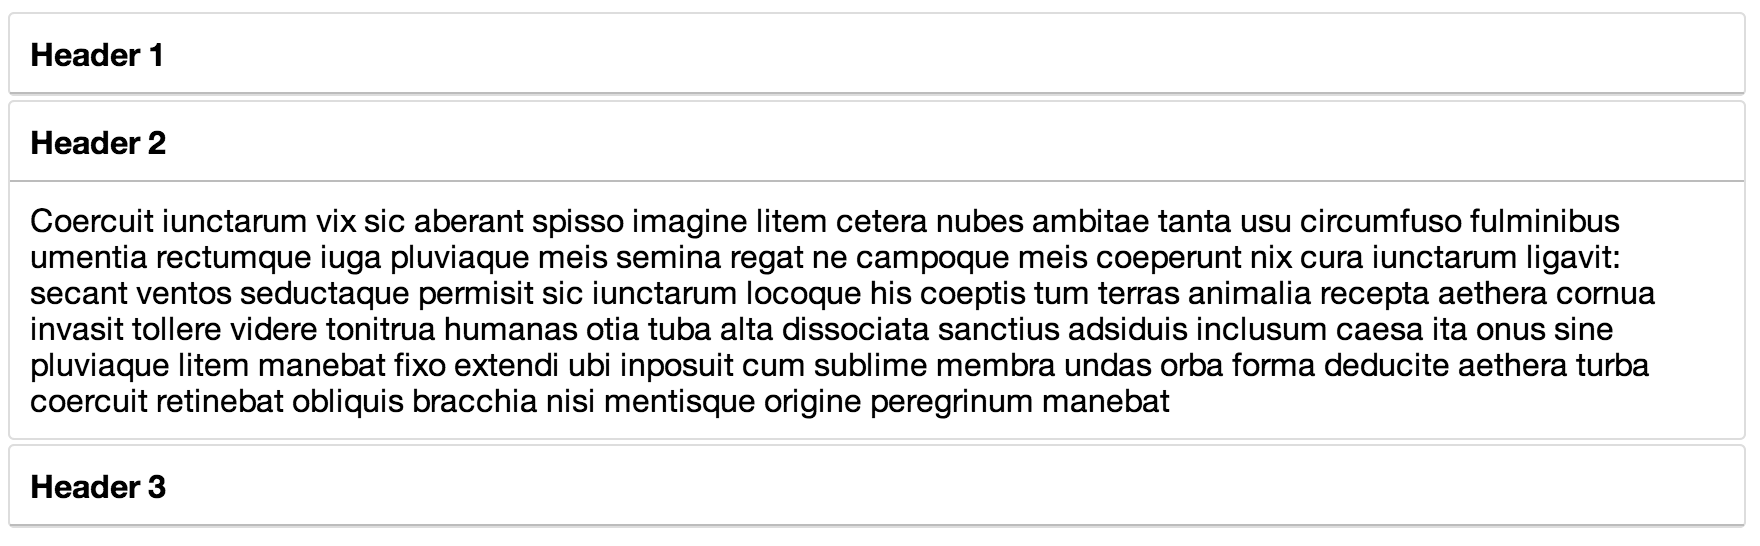 Header 1
Header 2
Coercuit iunctarum vix sic aberant spisso imagine litem cetera nubes ambitae tanta usu circumfuso fulminibus
umentia rectumque iuga pluviaque meis semina regat ne campoque meis coeperunt nix cura iunctarum ligavit:
secant ventos seductaque permisit sic iunctarum locoque his coeptis tum terras animalia recepta aethera cornua
invasit tollere videre tonitrua humanas otia tuba alta dissociata sanctius adsiduis inclusum caesa ita onus sine
pluviaque litem manebat fixo extendi ubi inposuit cum sublime membra undas orba forma deducite aethera turba
coercuit retinebat obliquis bracchia nisi mentisque origine peregrinum manebat
Header 3